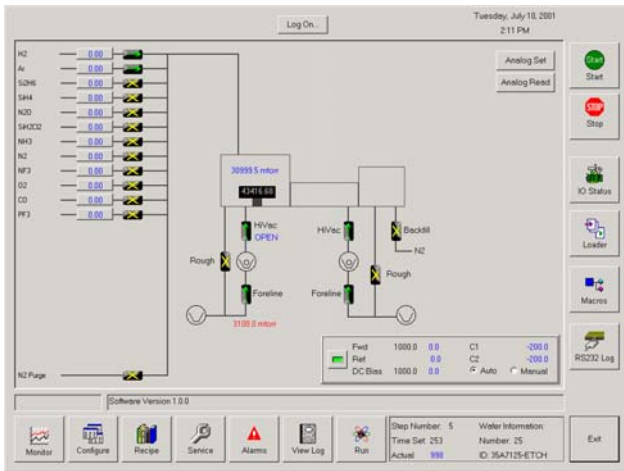 Log On...
Tuesday, July 10, 2001
2:11 PM
H2 0.00
Ar 0.00
Si2H6 0.00
SiH4 0.00
N2O 0.00
SiH2Cl2 0.00
NH3 0.00
N2 0.00
NF3 0.00
O2 0.00
CO 0.00
PF3 0.00
Analog Set
Analog Read
Start
Start
STOP
Stop
IO Status
Loader
Macros
RS232 Log
30999.5 mtorr
43416.68
HiVac
OPEN
HiVac
Backfill
N2
Rough
Rough
Foreline
Foreline
3100.0 mtorr
Fwd 1000.0 0.0 C1 -200.0
Ref 0.0 C2 -200.0
DC Bias 1000.0 0.0 Auto Manual
N2 Purge
Software Version 1.0.0
Monitor
Configure
Recipe
Service
Alarms
View Log
Run
Step Number: 5 Wafer Information:
Time Set: 253 Number: 25
Actual 998 ID: 35A7125-ETCH
Exit